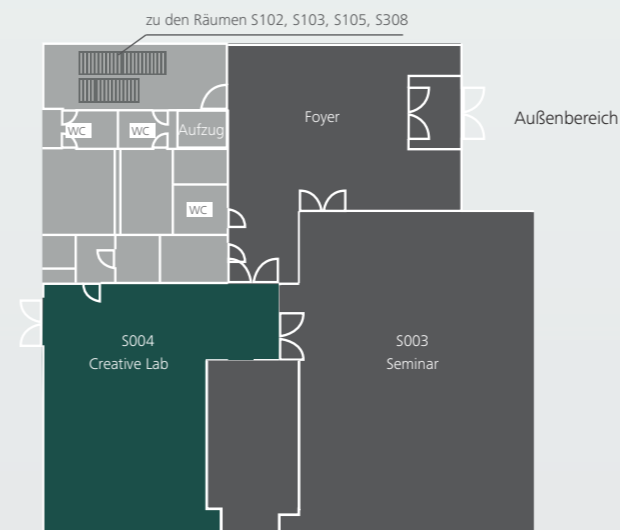 zu den Räumen S102, S103, S105, S308
Foyer
Außenbereich
WC
WC
Aufzug
WC
S004
Creative Lab
S003
Seminar